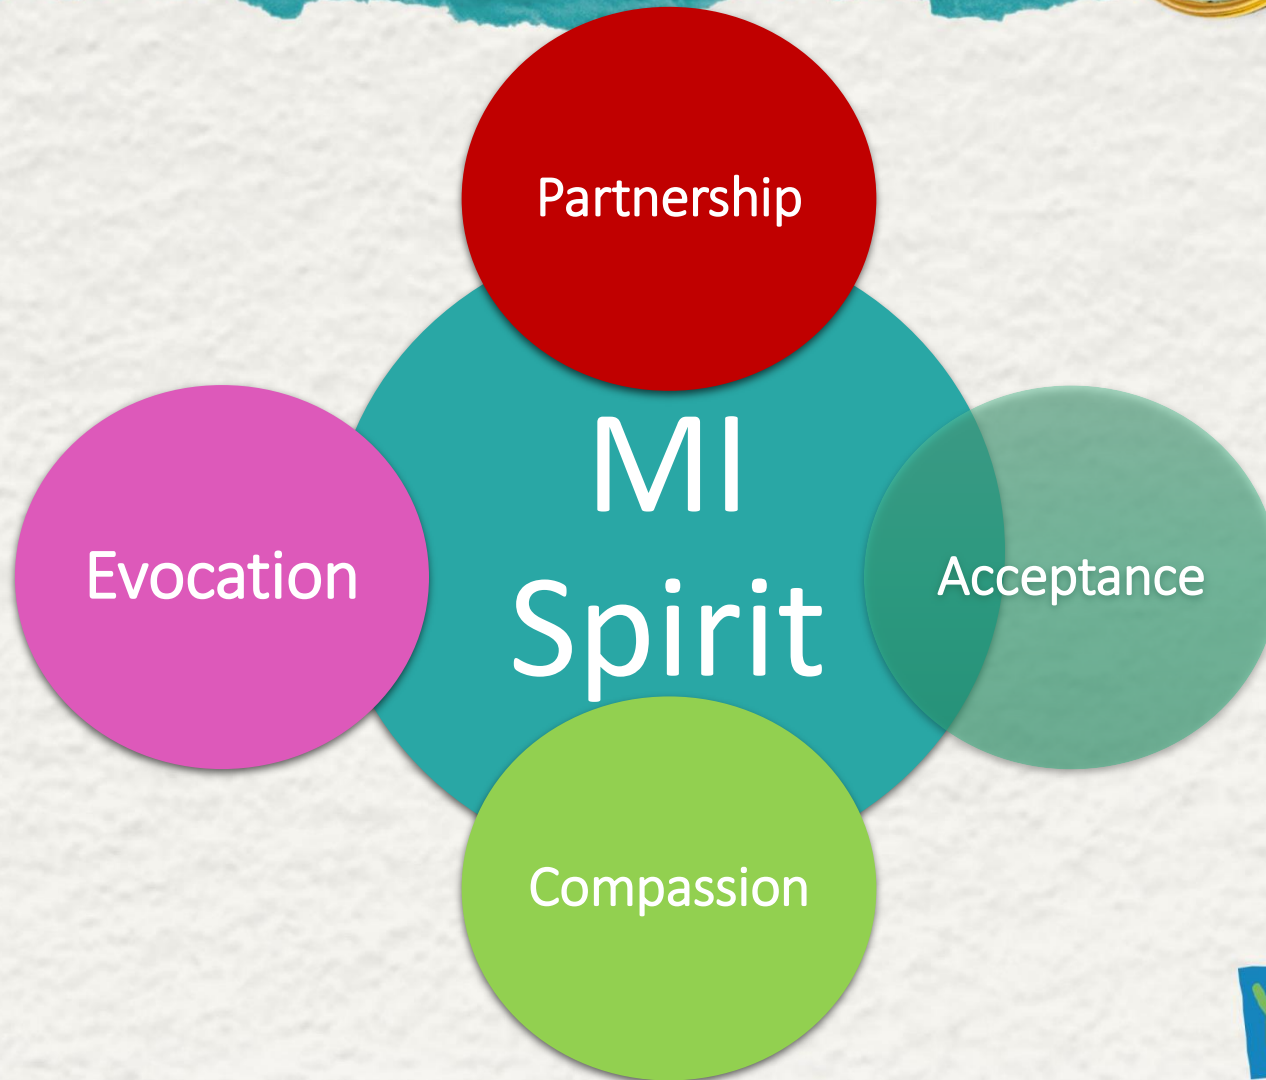 Partnership
MI
Spirit
Evocation
Acceptance
Compassion